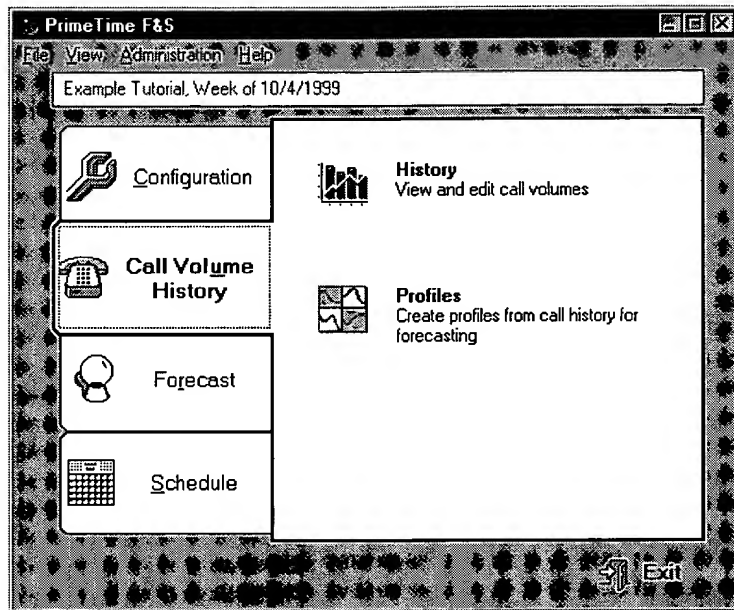 PrimeTime F&S
File View Administration Help
Example Tutorial, Week of 10/4/1999
Configuration
Call Volume
History
Forecast
Schedule
History
View and edit call volumes
Profiles
Create profiles from call history for
forecasting
Exit